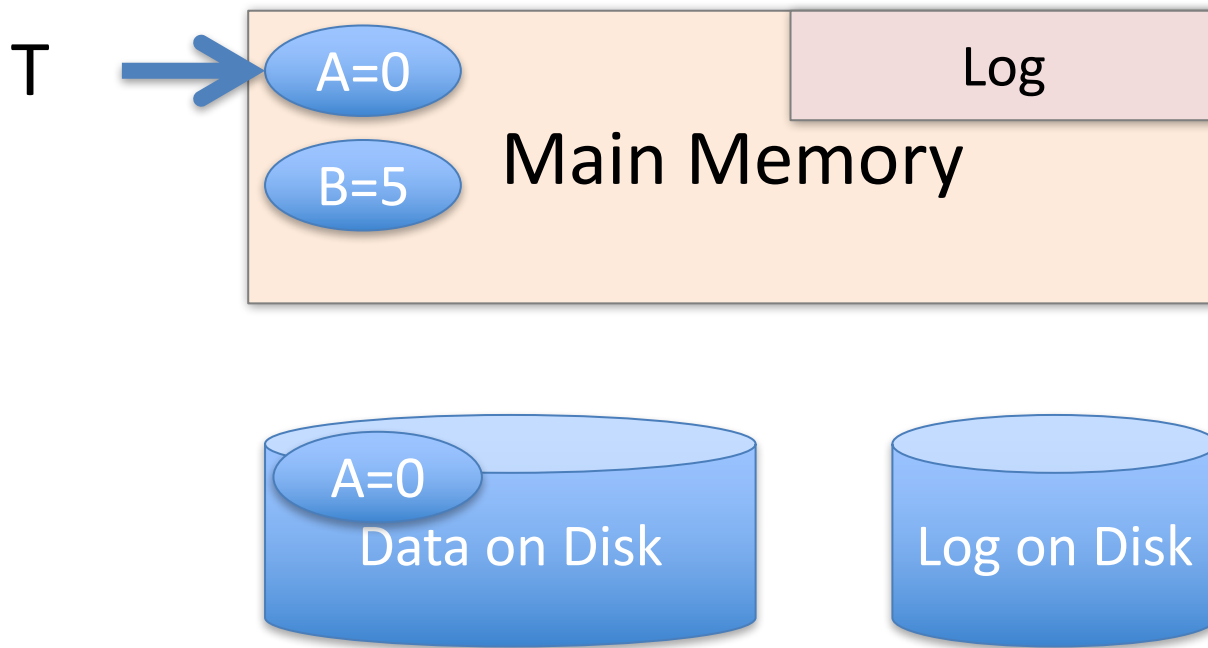 T
A=0
Log
B=5
Main Memory
A=0
Data on Disk
Log on Disk